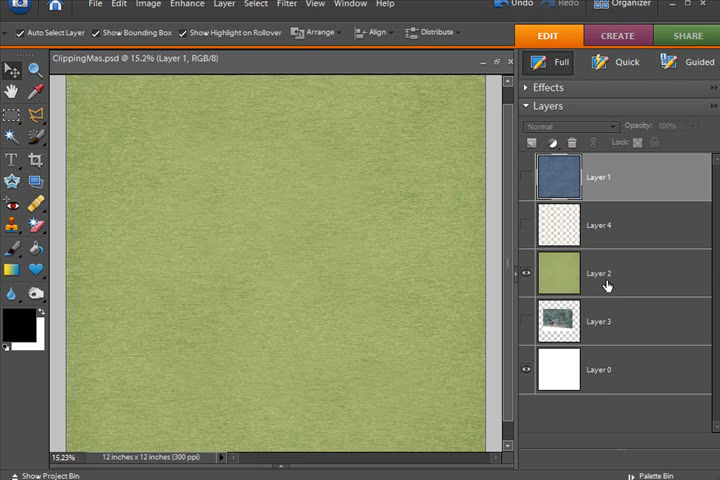 File Edit Image Enhance Layer Select Filter View Window Help Undo Redo Organizer
Auto Select Layer Show Bounding Box Show Highlight on Rollover Arrange Align Distribute EDIT CREATE SHARE
ClippingMas.psd @ 15.2% (Layer 1, RGB/8)
Full Quick Guided
Effects
Layers
Normal Opacity: 100%
Lock:
Layer 1
Layer 4
Layer 2
Layer 3
Layer 0
15.23% 12 inches x 12 inches (300 ppi)
Show Project Bin Palette Bin